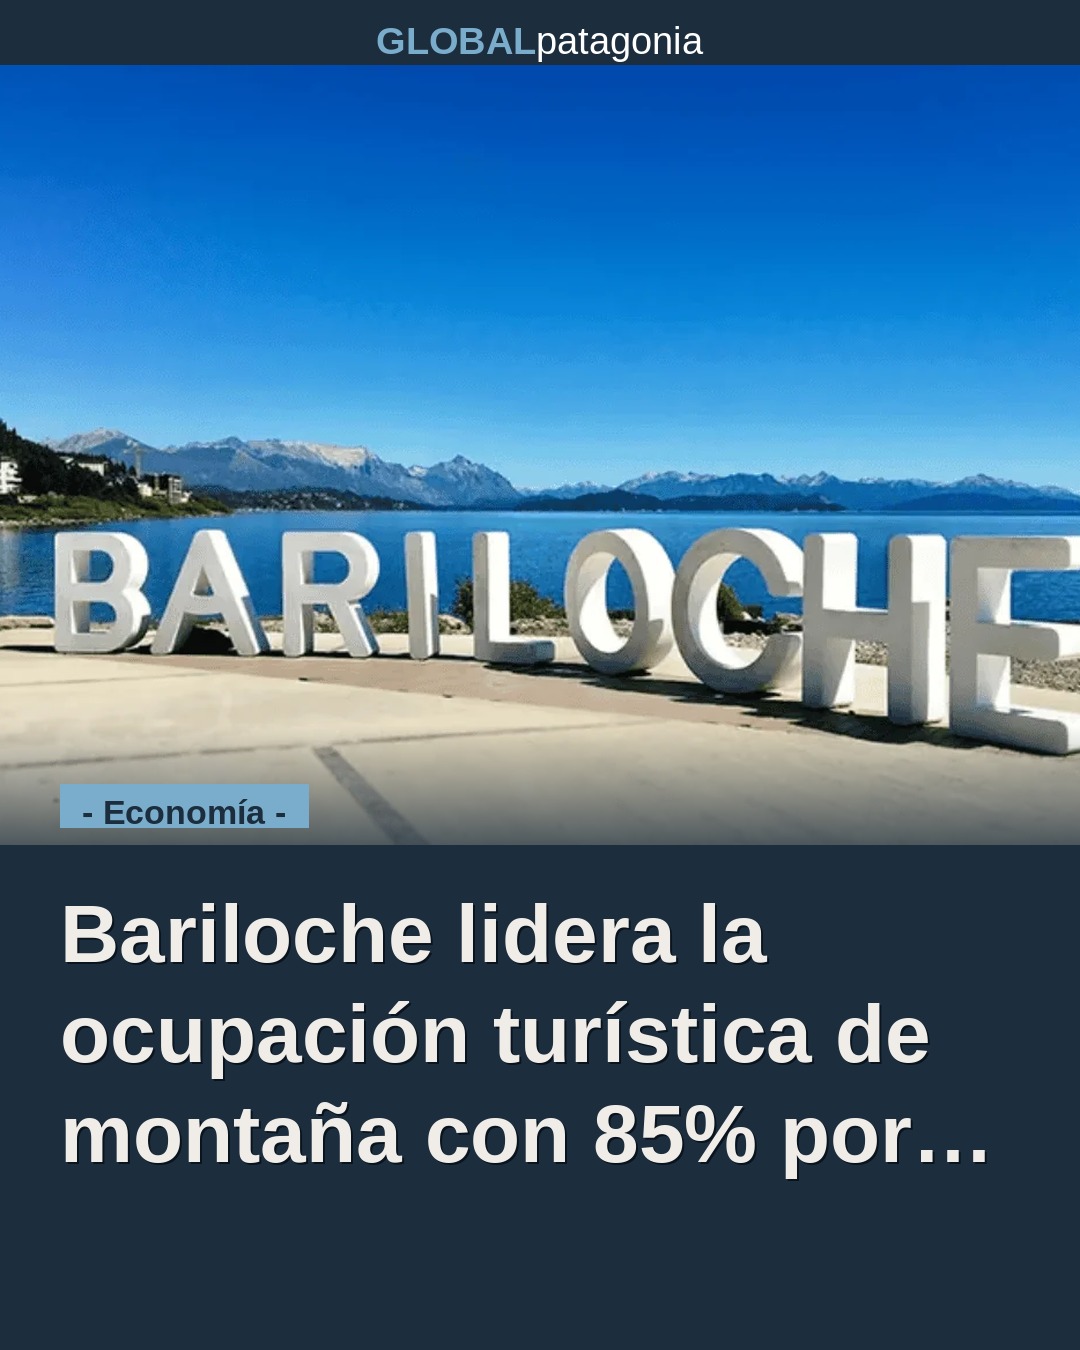 GLOBALpatagonia
BARILOCHE
- Economía -
Bariloche lidera la
ocupación turística de
montaña con 85% por...